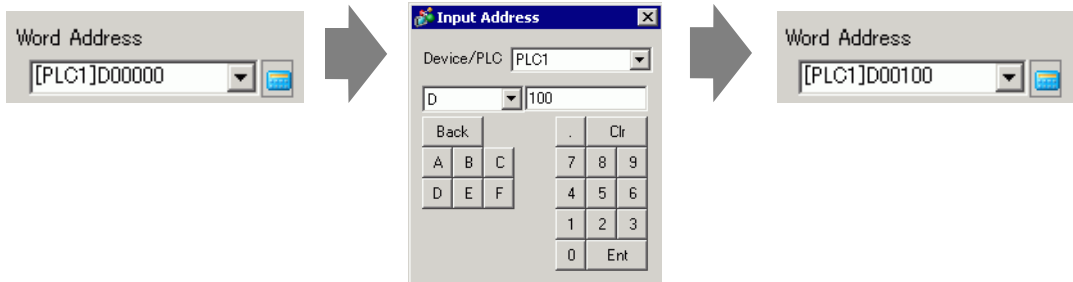 Word Address
[PLC1]D00000
Input Address
Device/PLC PLC1
D 100
Back . Clr
A B C 7 8 9
D E F 4 5 6
1 2 3
0 Ent
Word Address
[PLC1]D00100